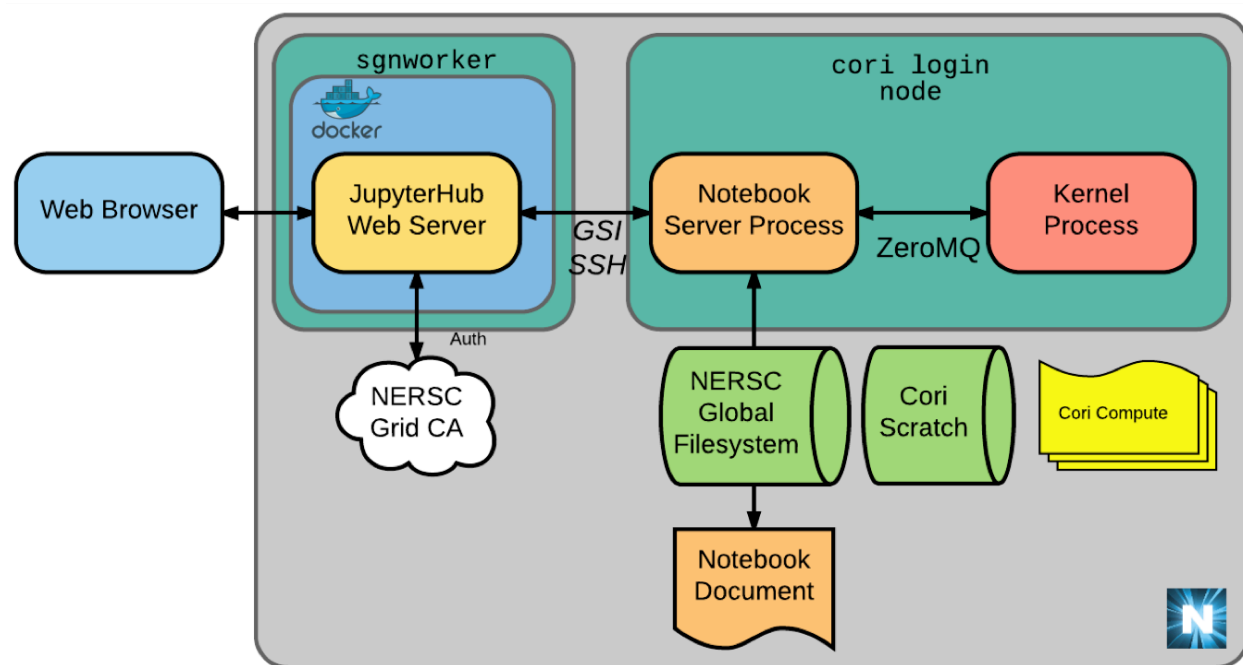 sgnworker
cori login
node
docker
Web Browser
JupyterHub
Web Server
GSI
SSH
Notebook
Server Process
ZeroMQ
Kernel
Process
Auth
NERSC
Grid CA
NERSC
Global
Filesystem
Cori
Scratch
Cori Compute
Notebook
Document
N